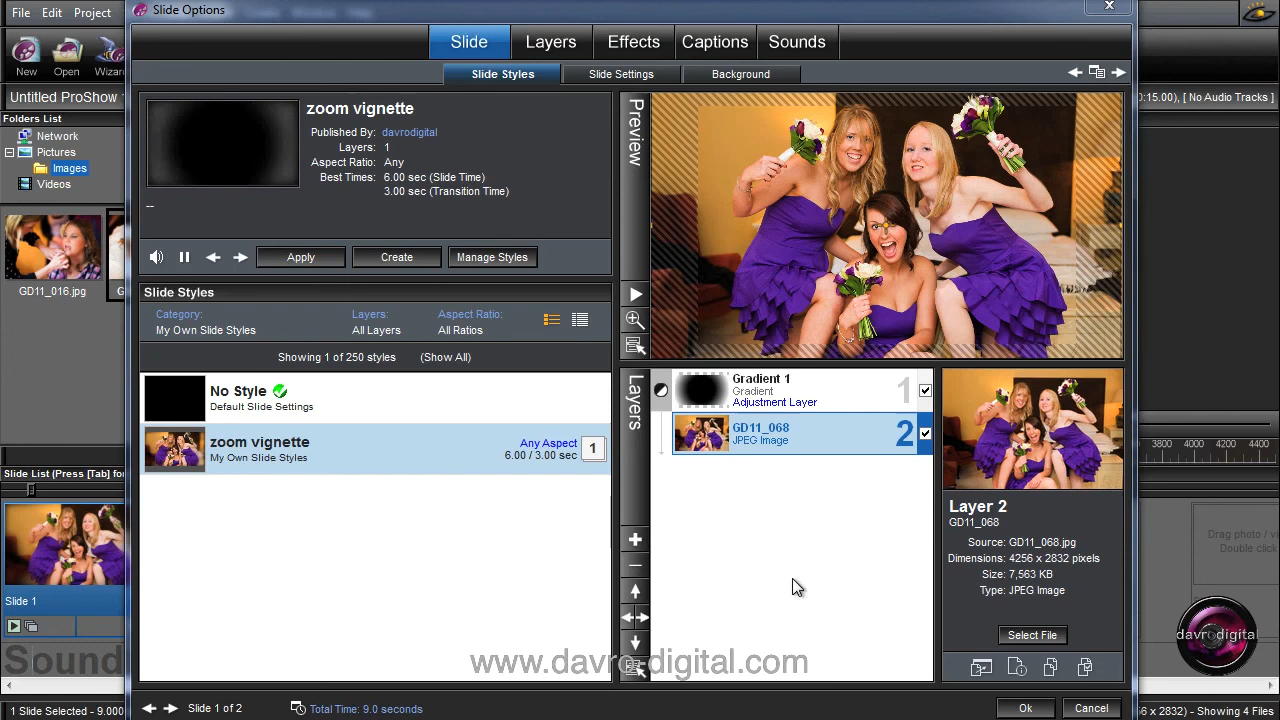 Slide Options
File Edit Project
Slide Layers Effects Captions Sounds
Slide Styles Slide Settings Background
New Open Wizar
Untitled ProShow
0:15.00), [ No Audio Tracks ]
Folders List
Network
Pictures
Images
Videos
GD11_016.jpg
zoom vignette
Published By: davrodigital
Layers: 1
Aspect Ratio: Any
Best Times: 6.00 sec (Slide Time)
3.00 sec (Transition Time)
--
Apply Create Manage Styles
Preview
Slide Styles
Category: Layers: Aspect Ratio:
My Own Slide Styles All Layers All Ratios
Showing 1 of 250 styles (Show All)
No Style
Default Slide Settings
zoom vignette
My Own Slide Styles
Any Aspect
6.00 / 3.00 sec
1
Layers
Gradient 1
Gradient
Adjustment Layer
1
GD11_068
JPEG Image
2
Layer 2
GD11_068
Source: GD11_068.jpg
Dimensions: 4256 x 2832 pixels
Size: 7,563 KB
Type: JPEG Image
Select File
3800 4000 4200 4400
Slide List (Press [Tab] for
Drag photo / vi
Double click
Slide 1
Sound
davrodigital
www.davro-digital.com
1 Slide Selected - 9.000
Slide 1 of 2
Total Time: 9.0 seconds
Ok Cancel
56 x 2832) - Showing 4 Files